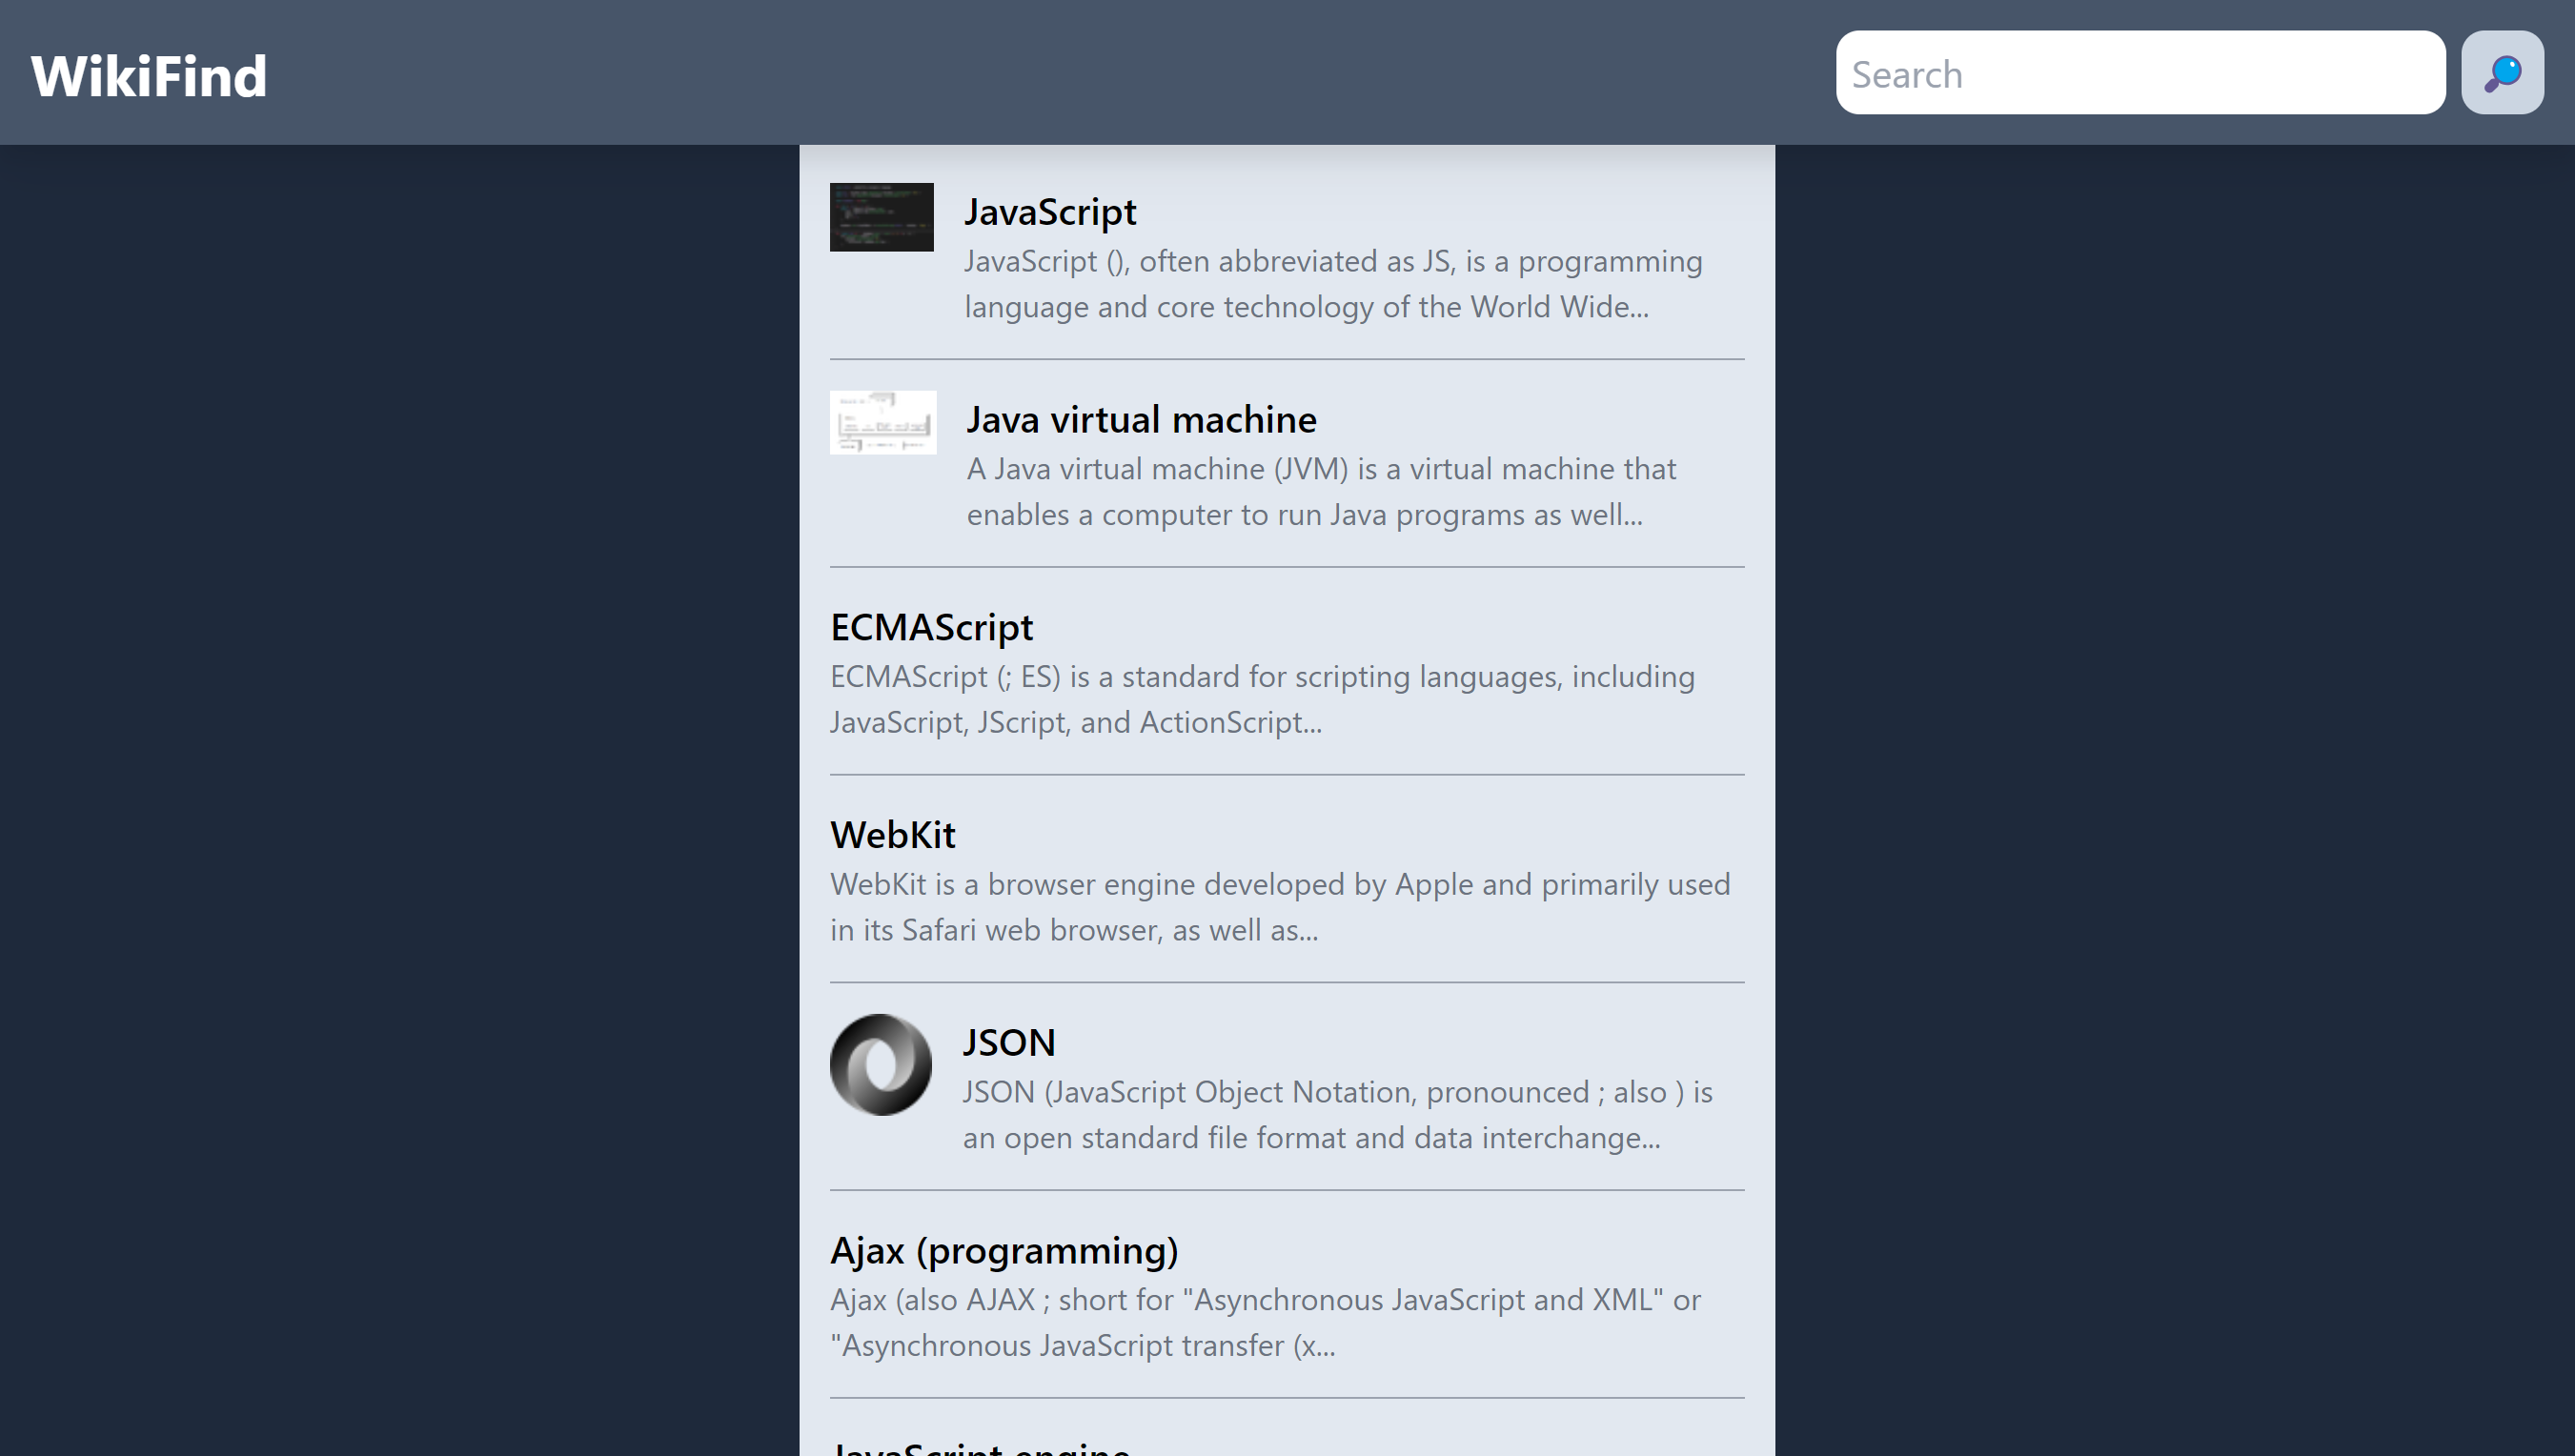 WikiFind
Search
JavaScript
JavaScript (), often abbreviated as JS, is a programming
language and core technology of the World Wide...
Java virtual machine
A Java virtual machine (JVM) is a virtual machine that
enables a computer to run Java programs as well...
ECMAScript
ECMAScript (; ES) is a standard for scripting languages, including
JavaScript, JScript, and ActionScript...
WebKit
WebKit is a browser engine developed by Apple and primarily used
in its Safari web browser, as well as...
JSON
JSON (JavaScript Object Notation, pronounced ; also ) is
an open standard file format and data interchange...
Ajax (programming)
Ajax (also AJAX ; short for "Asynchronous JavaScript and XML" or
"Asynchronous JavaScript transfer (x...
JavaScript engine